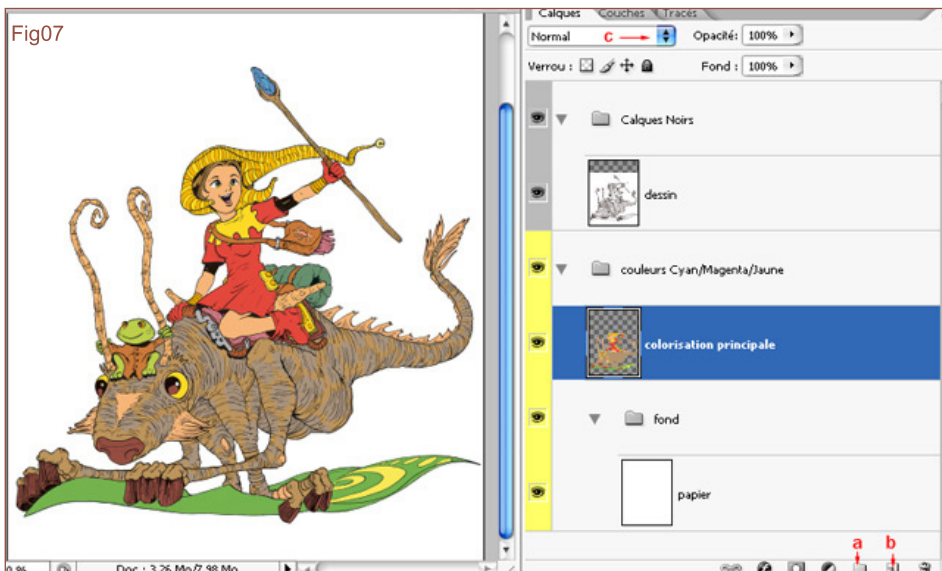 Fig07
Calques Couches Tracés
Normal c Opacité: 100%
Verrou : Fond : 100%
Calques Noirs
dessin
couleurs Cyan/Magenta/Jaune
colorisation principale
fond
papier
a b
Doc : 3,26 Mo/7,98 Mo